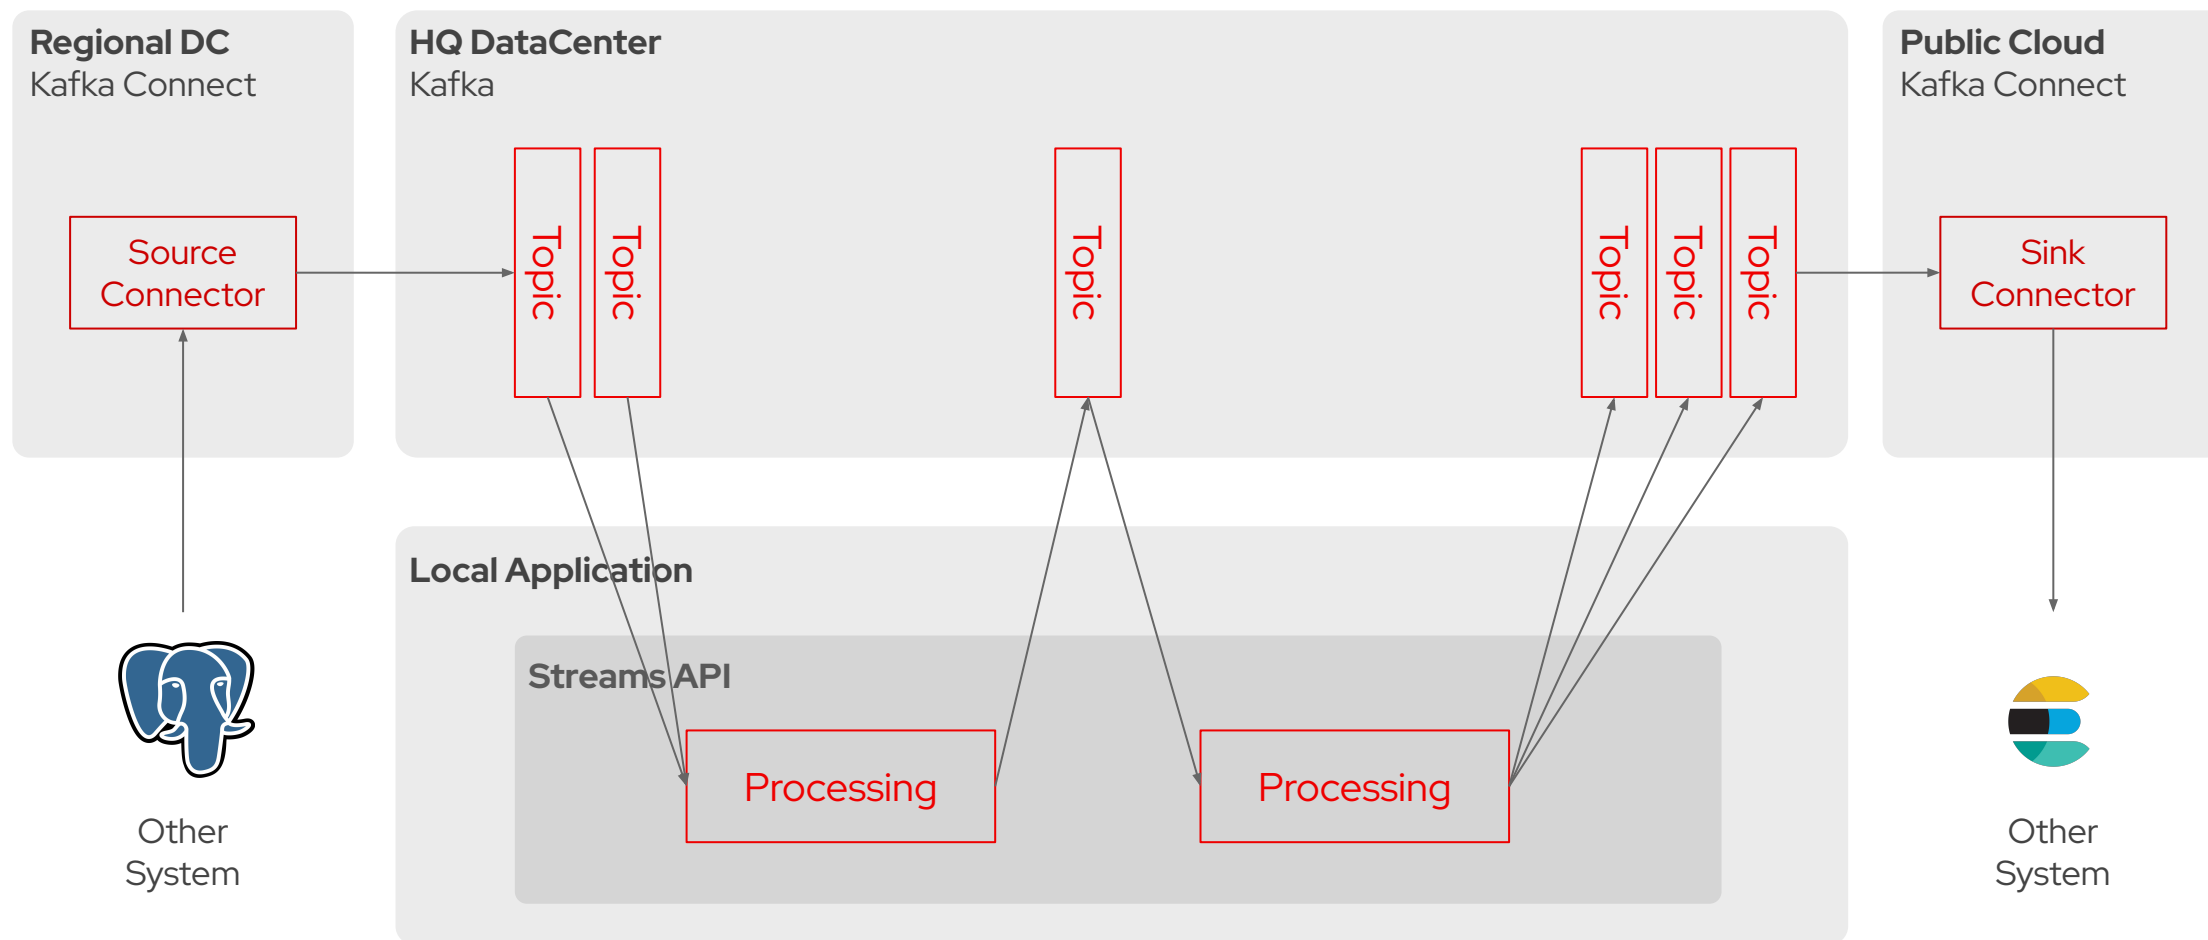 Regional DC
Kafka Connect
Source
Connector
Other
System
HQ DataCenter
Kafka
Topic
Topic
Topic
Topic
Topic
Topic
Local Application
Streams API
Processing
Processing
Public Cloud
Kafka Connect
Sink
Connector
Other
System